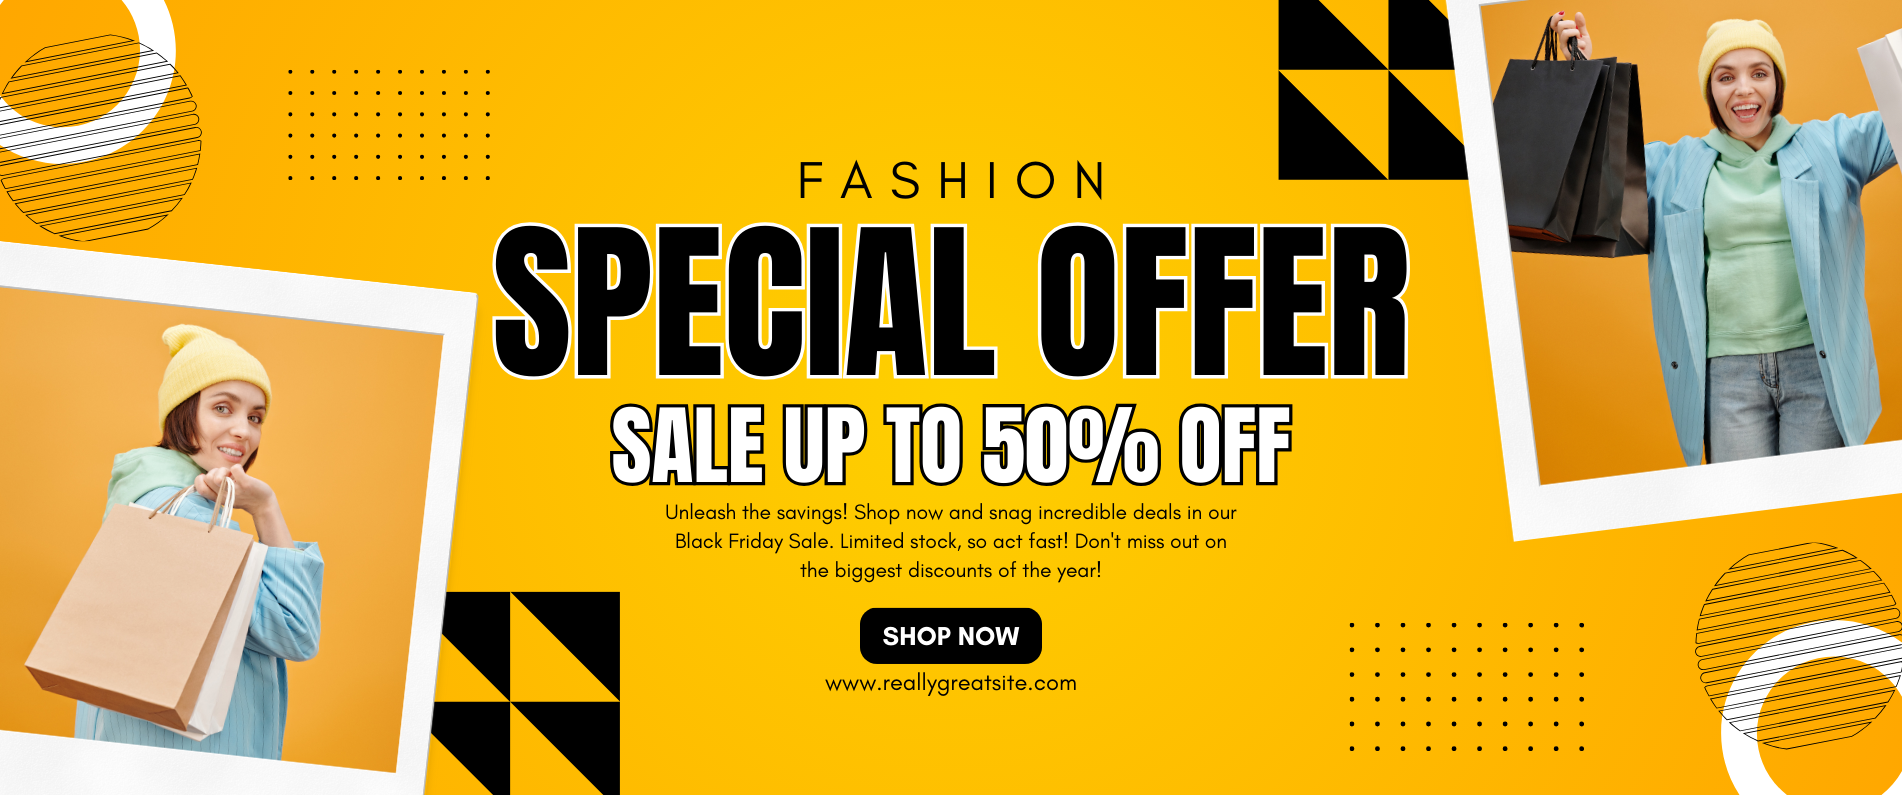 FASHION
SPECIAL OFFER
SALE UP TO 50% OFF
Unleash the savings! Shop now and snag incredible deals in our
Black Friday Sale. Limited stock, so act fast! Don't miss out on
the biggest discounts of the year!
SHOP NOW
www.reallygreatsite.com